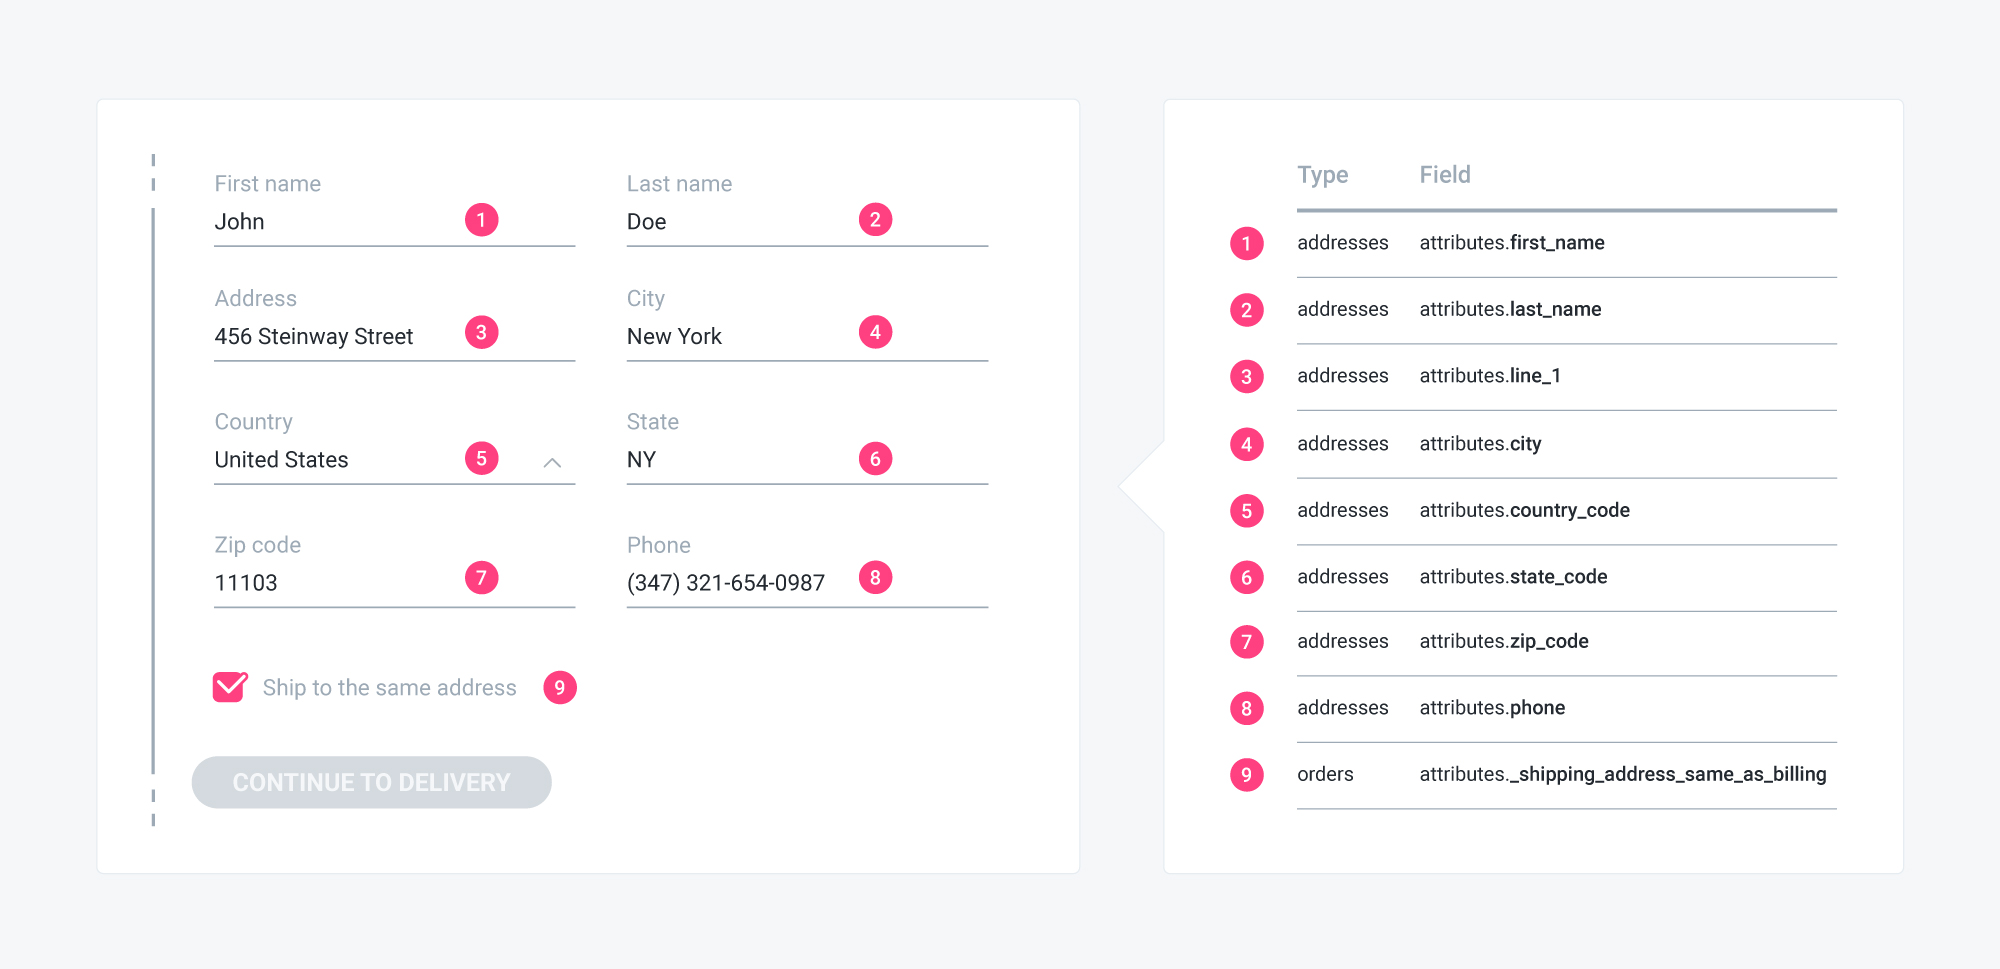 First name Last name
John 1 Doe 2
Address City
456 Steinway Street 3 New York 4
Country State
United States 5 NY 6
Zip code Phone
11103 7 (347) 321-654-0987 8
Ship to the same address 9
CONTINUE TO DELIVERY
Type Field
1 addresses attributes.first_name
2 addresses attributes.last_name
3 addresses attributes.line_1
4 addresses attributes.city
5 addresses attributes.country_code
6 addresses attributes.state_code
7 addresses attributes.zip_code
8 addresses attributes.phone
9 orders attributes._shipping_address_same_as_billing